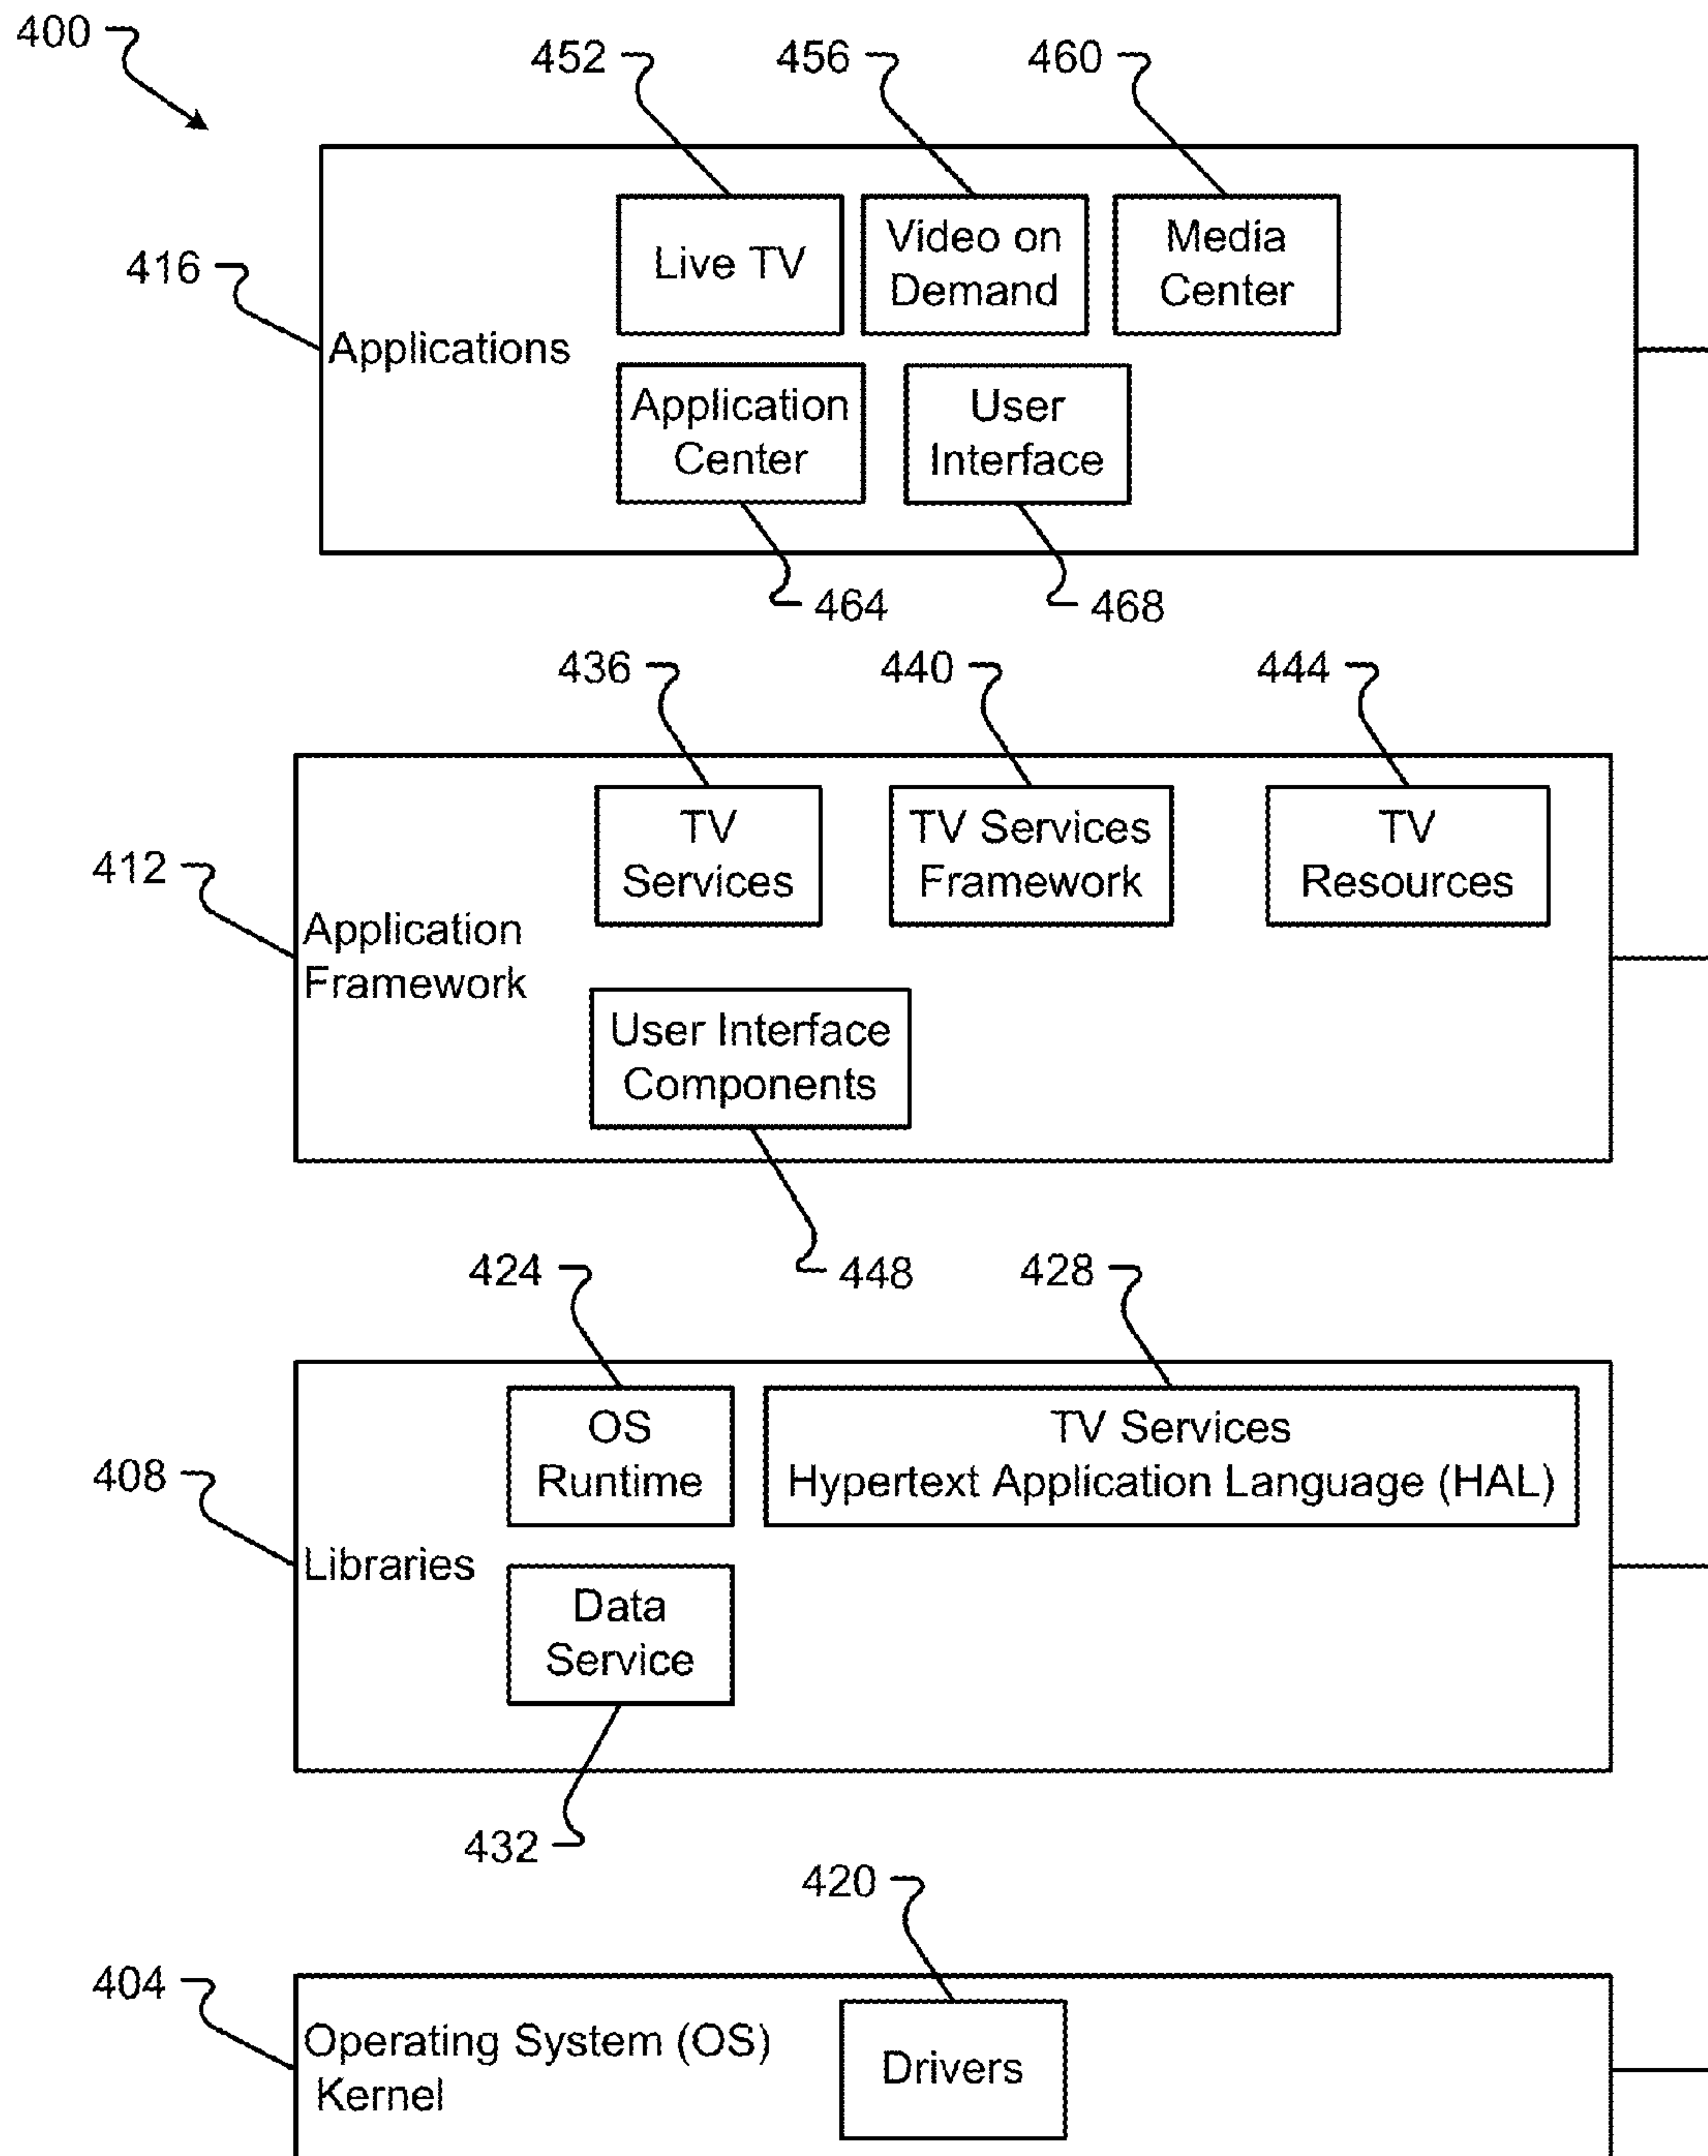 400
452
456
460
416
Applications
Live TV
Video on
Demand
Media
Center
Application
Center
User
Interface
464
468
436
440
444
412
Application
Framework
TV
Services
TV Services
Framework
TV
Resources
User Interface
Components
448
424
428
408
Libraries
OS
Runtime
TV Services
Hypertext Application Language (HAL)
Data
Service
432
420
404
Operating System (OS)
Kernel
Drivers